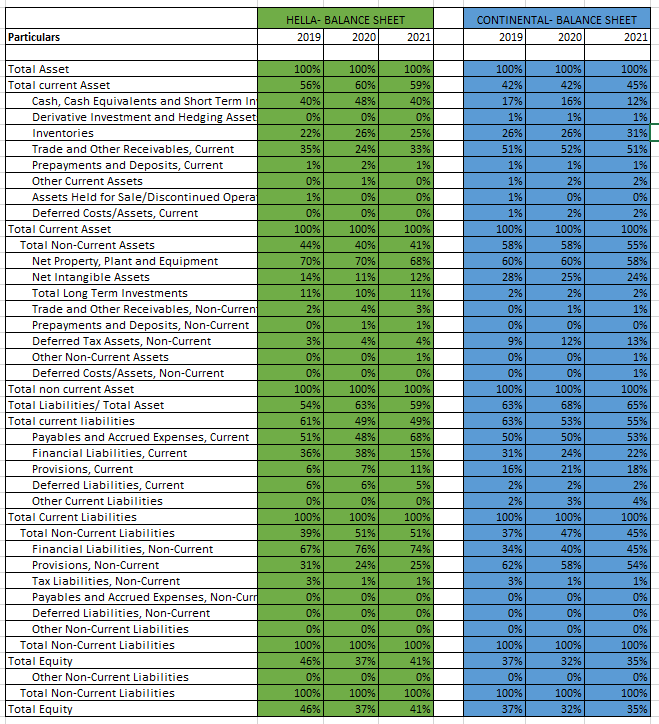 HELLA- BALANCE SHEET CONTINENTAL- BALANCE SHEET
Particulars 2019 2020 2021 2019 2020 2021
Total Asset 100% 100% 100% 100% 100% 100%
Total current Asset 56% 60% 59% 42% 42% 45%
Cash, Cash Equivalents and Short Term In 40% 48% 40% 17% 16% 12%
Derivative Investment and Hedging Asset 0% 0% 0% 1% 1% 1%
Inventories 22% 26% 25% 26% 26% 31%
Trade and Other Receivables, Current 35% 24% 33% 51% 52% 51%
Prepayments and Deposits, Current 1% 2% 1% 1% 1% 1%
Other Current Assets 0% 1% 0% 1% 2% 2%
Assets Held for Sale/Discontinued Opera 1% 0% 0% 1% 0% 0%
Deferred Costs/Assets, Current 0% 0% 0% 1% 2% 2%
Total Current Asset 100% 100% 100% 100% 100% 100%
Total Non-Current Assets 44% 40% 41% 58% 58% 55%
Net Property, Plant and Equipment 70% 70% 68% 60% 60% 58%
Net Intangible Assets 14% 11% 12% 28% 25% 24%
Total Long Term Investments 11% 10% 11% 2% 2% 2%
Trade and Other Receivables, Non-Curren 2% 4% 3% 0% 1% 1%
Prepayments and Deposits, Non-Current 0% 1% 1% 0% 0% 0%
Deferred Tax Assets, Non-Current 3% 4% 4% 9% 12% 13%
Other Non-Current Assets 0% 0% 1% 0% 0% 1%
Deferred Costs/Assets, Non-Current 0% 0% 0% 0% 0% 1%
Total non current Asset 100% 100% 100% 100% 100% 100%
Total Liabilities/ Total Asset 54% 63% 59% 63% 68% 65%
Total current liabilities 61% 49% 49% 63% 53% 55%
Payables and Accrued Expenses, Current 51% 48% 68% 50% 50% 53%
Financial Liabilities, Current 36% 38% 15% 31% 24% 22%
Provisions, Current 6% 7% 11% 16% 21% 18%
Deferred Liabilities, Current 6% 6% 5% 2% 2% 2%
Other Current Liabilities 0% 0% 0% 2% 3% 4%
Total Current Liabilities 100% 100% 100% 100% 100% 100%
Total Non-Current Liabilities 39% 51% 51% 37% 47% 45%
Financial Liabilities, Non-Current 67% 76% 74% 34% 40% 45%
Provisions, Non-Current 31% 24% 25% 62% 58% 54%
Tax Liabilities, Non-Current 3% 1% 1% 3% 1% 1%
Payables and Accrued Expenses, Non-Curr 0% 0% 0% 0% 0% 0%
Deferred Liabilities, Non-Current 0% 0% 0% 0% 0% 0%
Other Non-Current Liabilities 0% 0% 0% 0% 0% 0%
Total Non-Current Liabilities 100% 100% 100% 100% 100% 100%
Total Equity 46% 37% 41% 37% 32% 35%
Other Non-Current Liabilities 0% 0% 0% 0% 0% 0%
Total Non-Current Liabilities 100% 100% 100% 100% 100% 100%
Total Equity 46% 37% 41% 37% 32% 35%